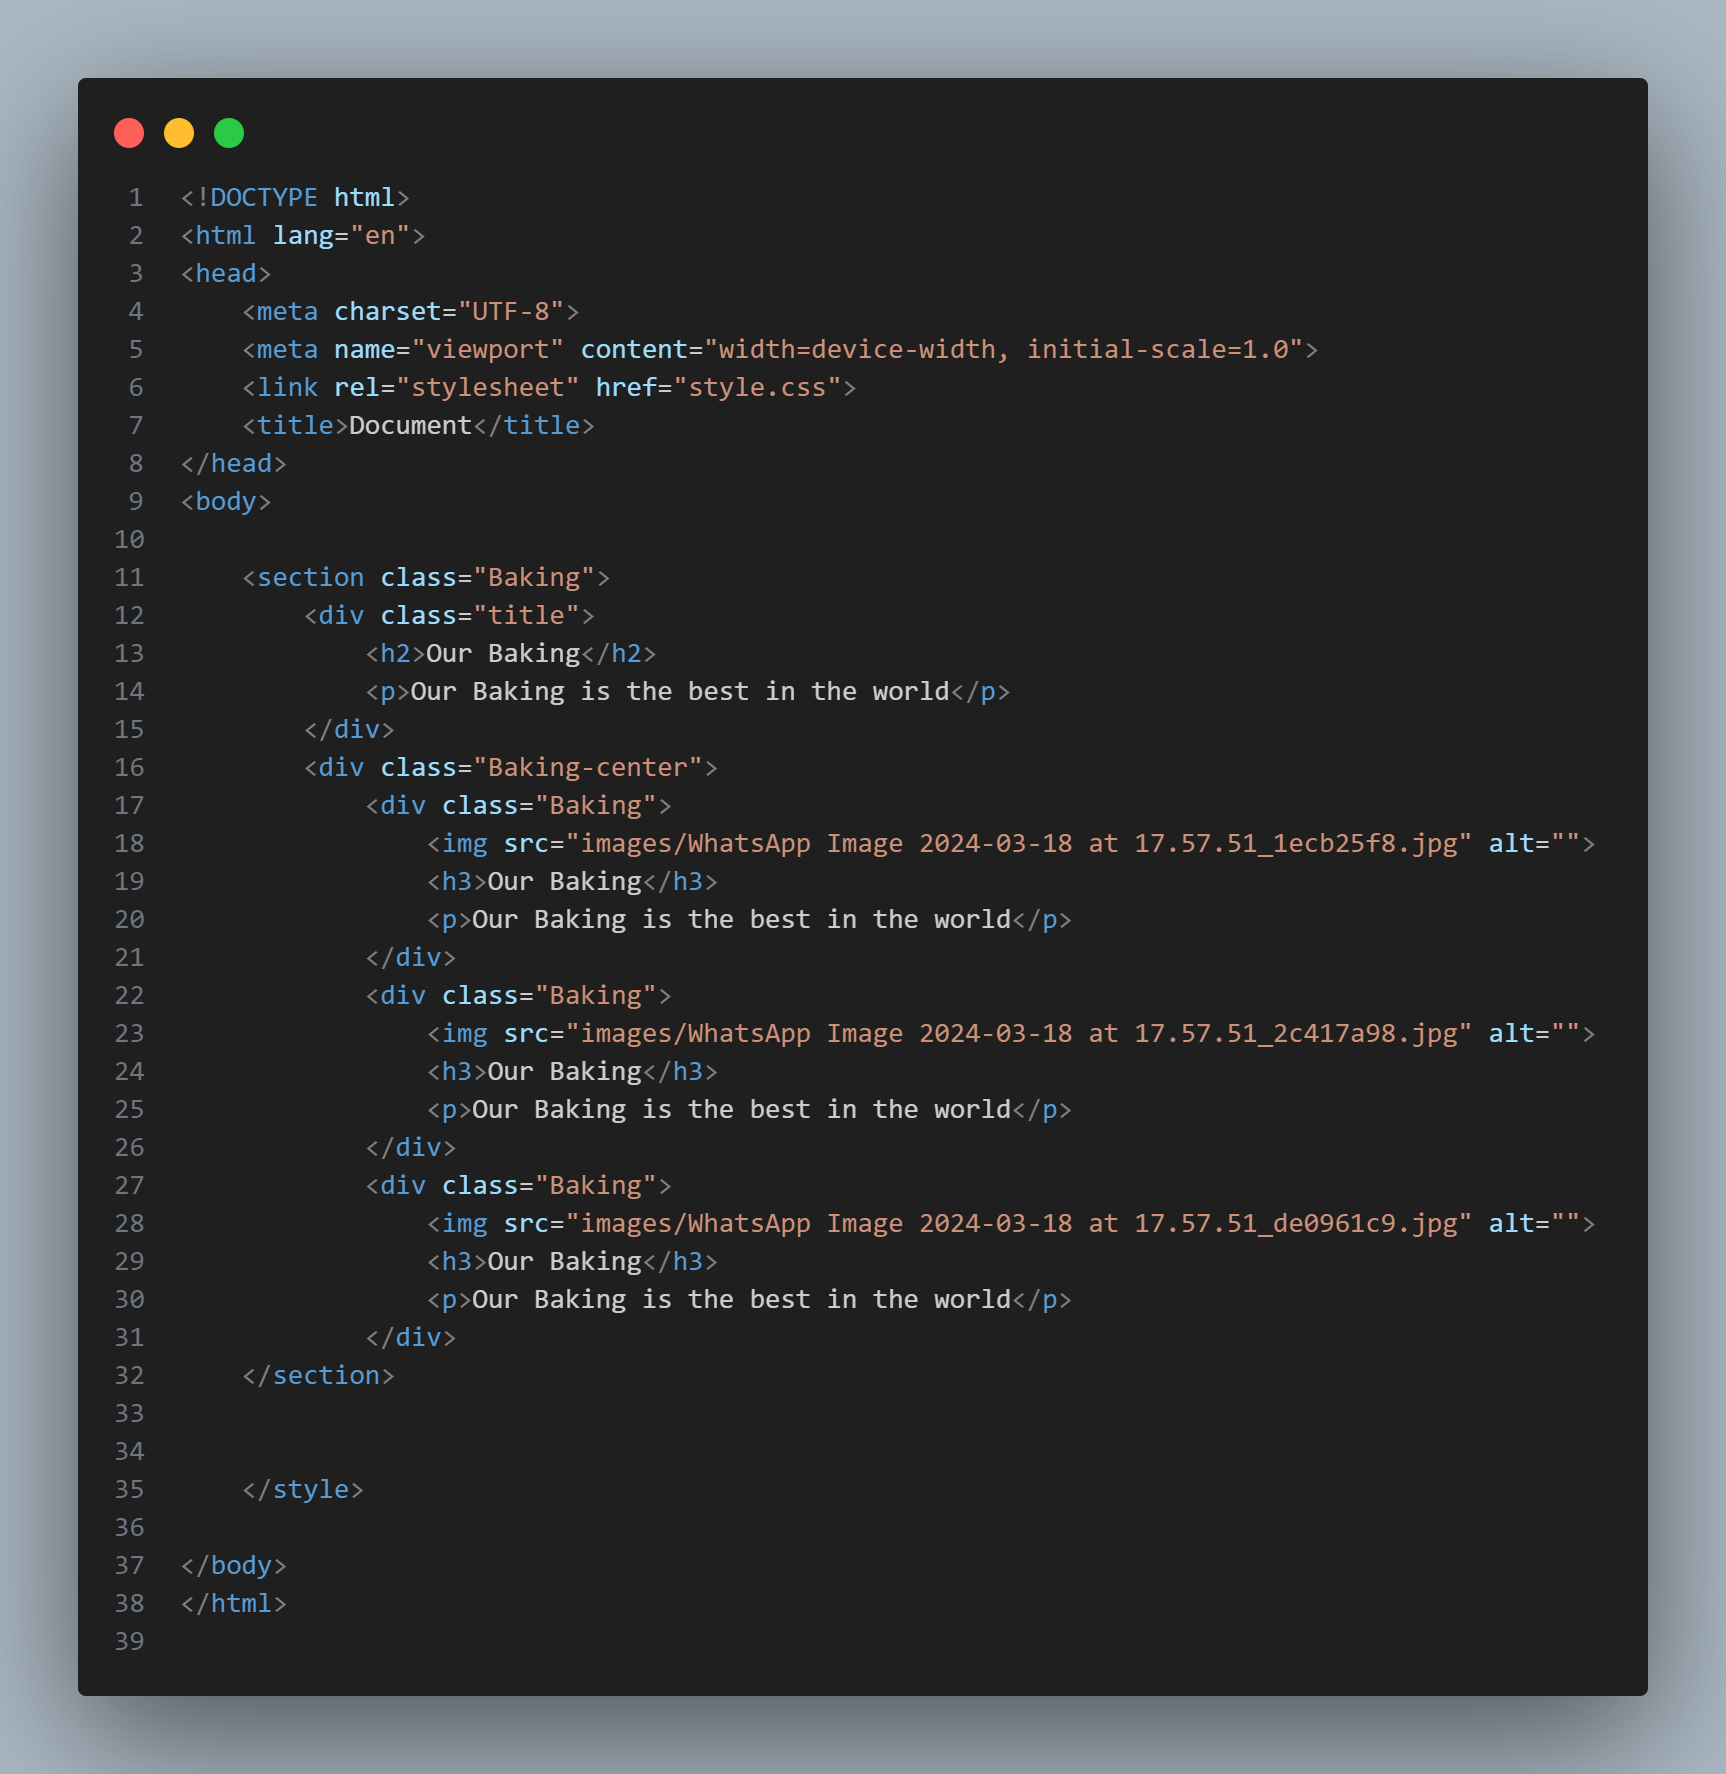 1 <!DOCTYPE html>
2 <html lang="en">
3 <head>
4     <meta charset="UTF-8">
5     <meta name="viewport" content="width=device-width, initial-scale=1.0">
6     <link rel="stylesheet" href="style.css">
7     <title>Document</title>
8 </head>
9 <body>
10
11     <section class="Baking">
12         <div class="title">
13             <h2>Our Baking</h2>
14             <p>Our Baking is the best in the world</p>
15         </div>
16         <div class="Baking-center">
17             <div class="Baking">
18                 <img src="images/WhatsApp Image 2024-03-18 at 17.57.51_1ecb25f8.jpg" alt="">
19                 <h3>Our Baking</h3>
20                 <p>Our Baking is the best in the world</p>
21             </div>
22             <div class="Baking">
23                 <img src="images/WhatsApp Image 2024-03-18 at 17.57.51_2c417a98.jpg" alt="">
24                 <h3>Our Baking</h3>
25                 <p>Our Baking is the best in the world</p>
26             </div>
27             <div class="Baking">
28                 <img src="images/WhatsApp Image 2024-03-18 at 17.57.51_de0961c9.jpg" alt="">
29                 <h3>Our Baking</h3>
30                 <p>Our Baking is the best in the world</p>
31             </div>
32     </section>
33
34
35     </style>
36
37 </body>
38 </html>
39